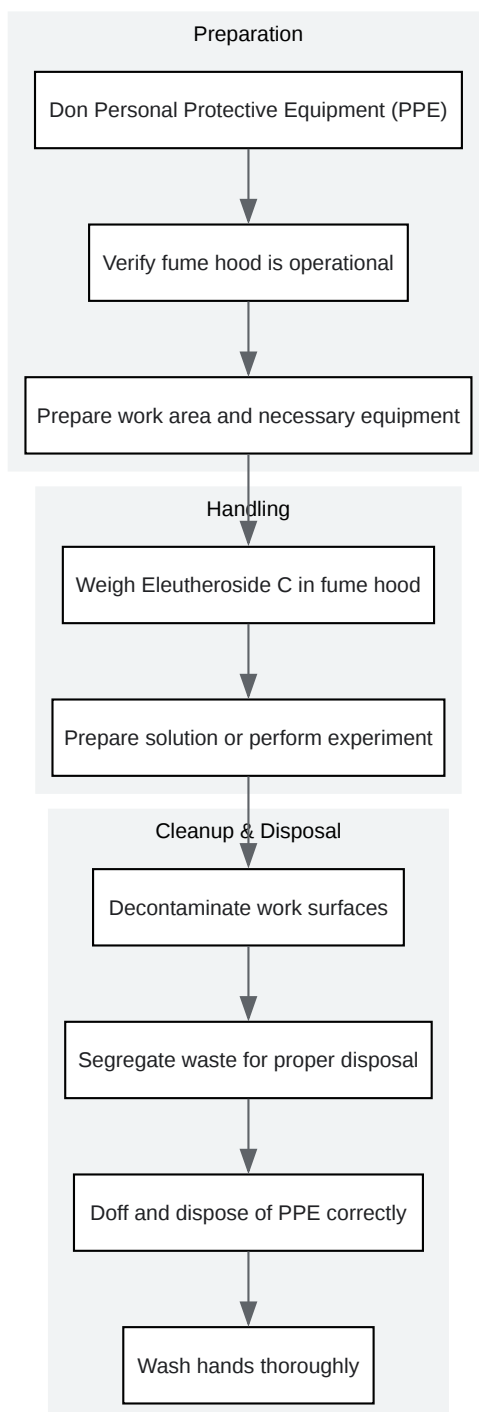 Preparation
Don Personal Protective Equipment (PPE)
Verify fume hood is operational
Prepare work area and necessary equipment
Handling
Weigh Eleutheroside C in fume hood
Prepare solution or perform experiment
Cleanup & Disposal
Decontaminate work surfaces
Segregate waste for proper disposal
Doff and dispose of PPE correctly
Wash hands thoroughly